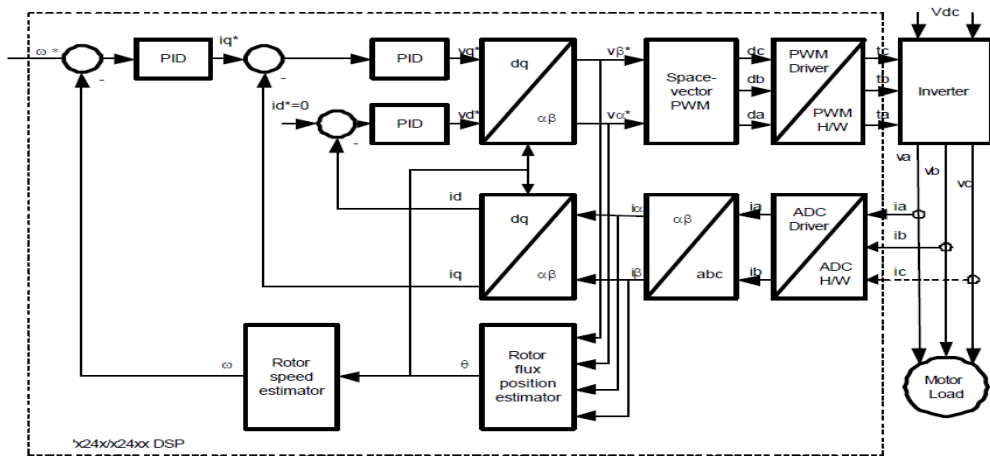 Vdc
ω*
PID
iq*
PID
vq*
dq
αβ
vβ*
Space-
vector
PWM
dc
db
da
PWM
Driver
PWM
H/W
tc
tb
ta
Inverter
-
-
id*=0
-
PID
vd*
vα*
va
vb
vc
id
iq
dq
αβ
iα
iβ
αβ
abc
ia
ib
ADC
Driver
ADC
H/W
ia
ib
ic
ω
Rotor
speed
estimator
θ
Rotor
flux
position
estimator
Motor
Load
'x24x/x24xx DSP